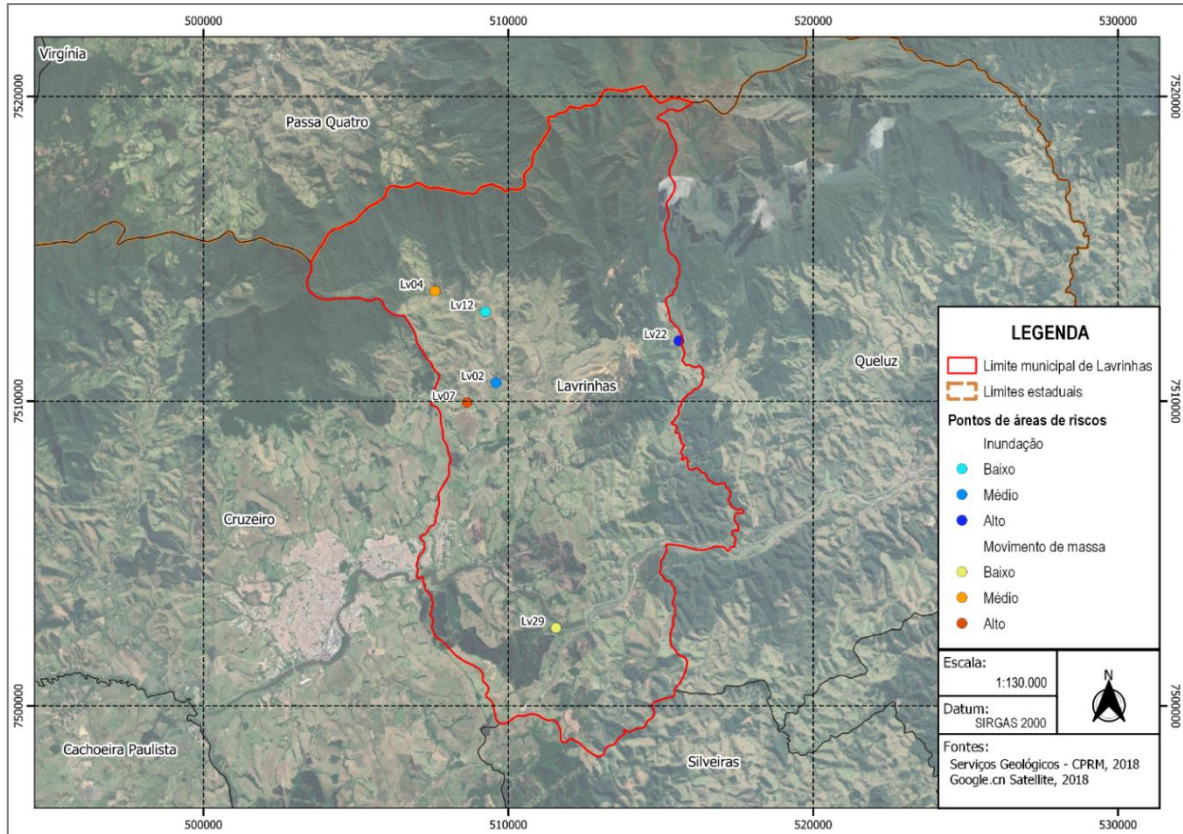 500000
510000
520000
530000
Virgínia
7520000
7520000
Passa Quatro
Lv04
Lv12
Lv22
Queluz
Lv02
Lavrinhas
Lv07
7510000
7510000
Cruzeiro
Lv29
7500000
7500000
Cachoeira Paulista
Silveiras
LEGENDA
Limite municipal de Lavrinhas
Limites estaduais
Pontos de áreas de riscos
Inundação
Baixo
Médio
Alto
Movimento de massa
Baixo
Médio
Alto
Escala:
1:130.000
Datum:
SIRGAS 2000
N
Fontes:
Serviços Geológicos - CPRM, 2018
Google.cn Satellite, 2018
500000
510000
520000
530000